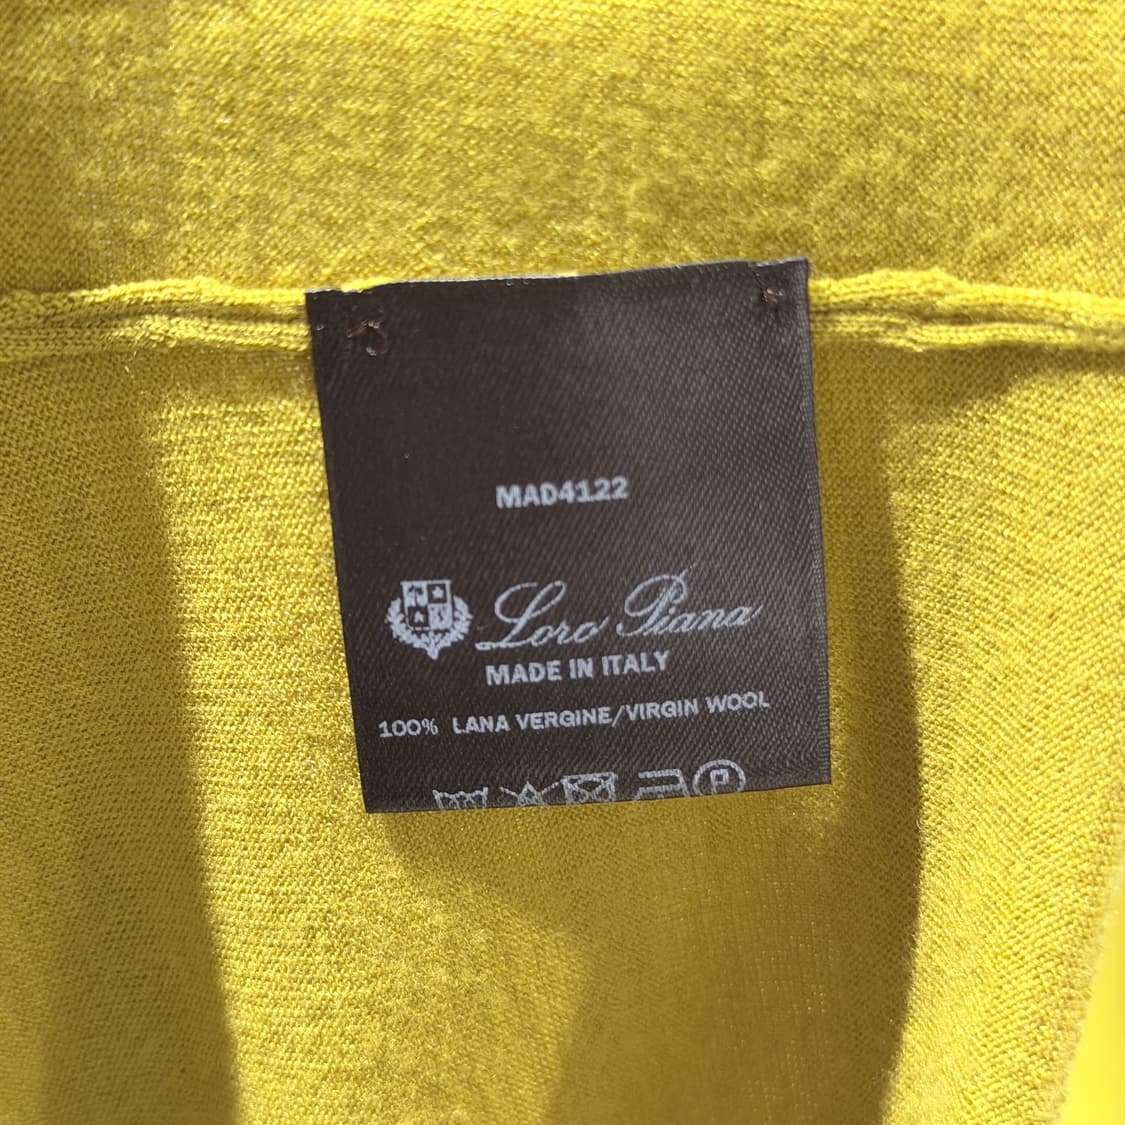 MAD4122
Loro Piana
MADE IN ITALY
100% LANA VERGINE/VIRGIN WOOL
P